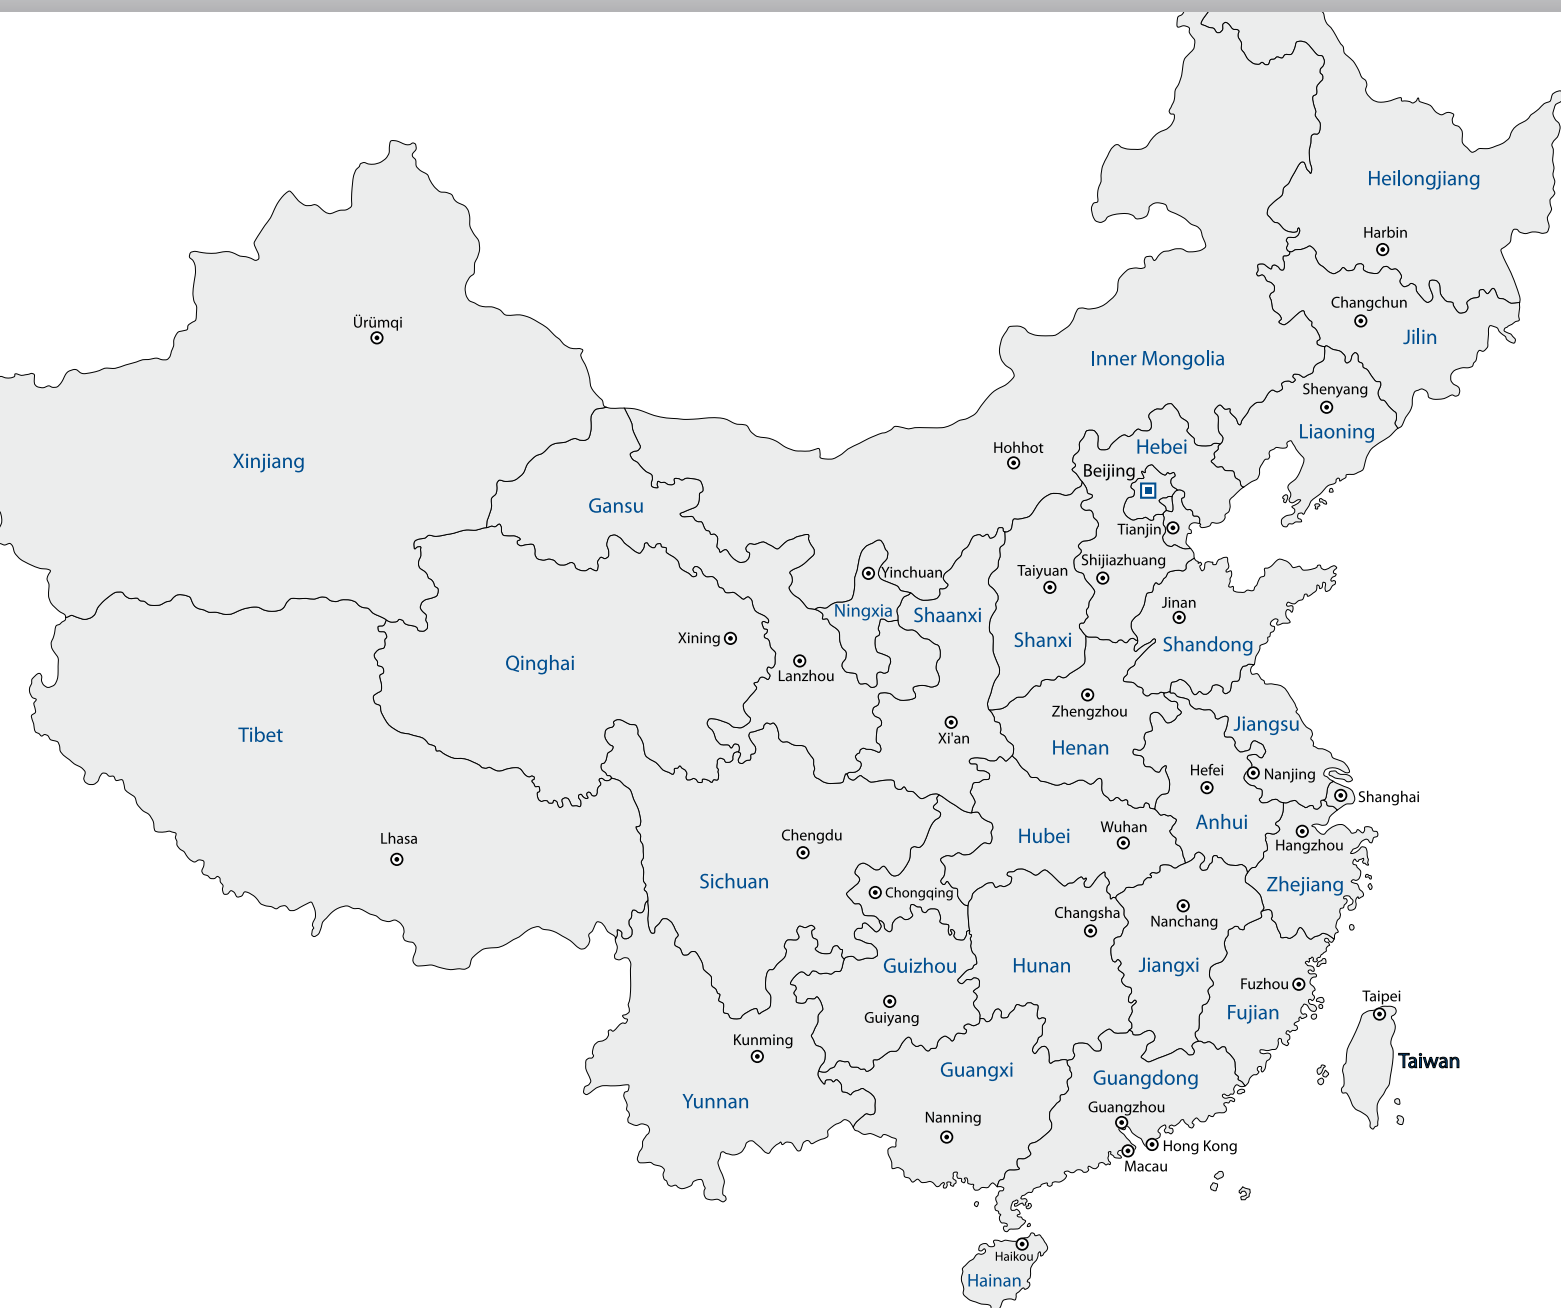 Heilongjiang
Harbin
Changchun
Jilin
Ürümqi
Inner Mongolia
Shenyang
Liaoning
Hohhot
Hebei
Beijing
Xinjiang
Gansu
Tianjin
Shijiazhuang
Taiyuan
Yinchuan
Ningxia
Shaanxi
Jinan
Shanxi
Shandong
Xining
Qinghai
Lanzhou
Zhengzhou
Jiangsu
Tibet
Xi'an
Henan
Hefei
Nanjing
Shanghai
Lhasa
Chengdu
Hubei
Wuhan
Anhui
Hangzhou
Sichuan
Chongqing
Zhejiang
Changsha
Nanchang
Guizhou
Hunan
Jiangxi
Fuzhou
Taipei
Guiyang
Fujian
Kunming
Guangxi
Guangdong
Taiwan
Yunnan
Guangzhou
Nanning
Hong Kong
Macau
Haikou
Hainan